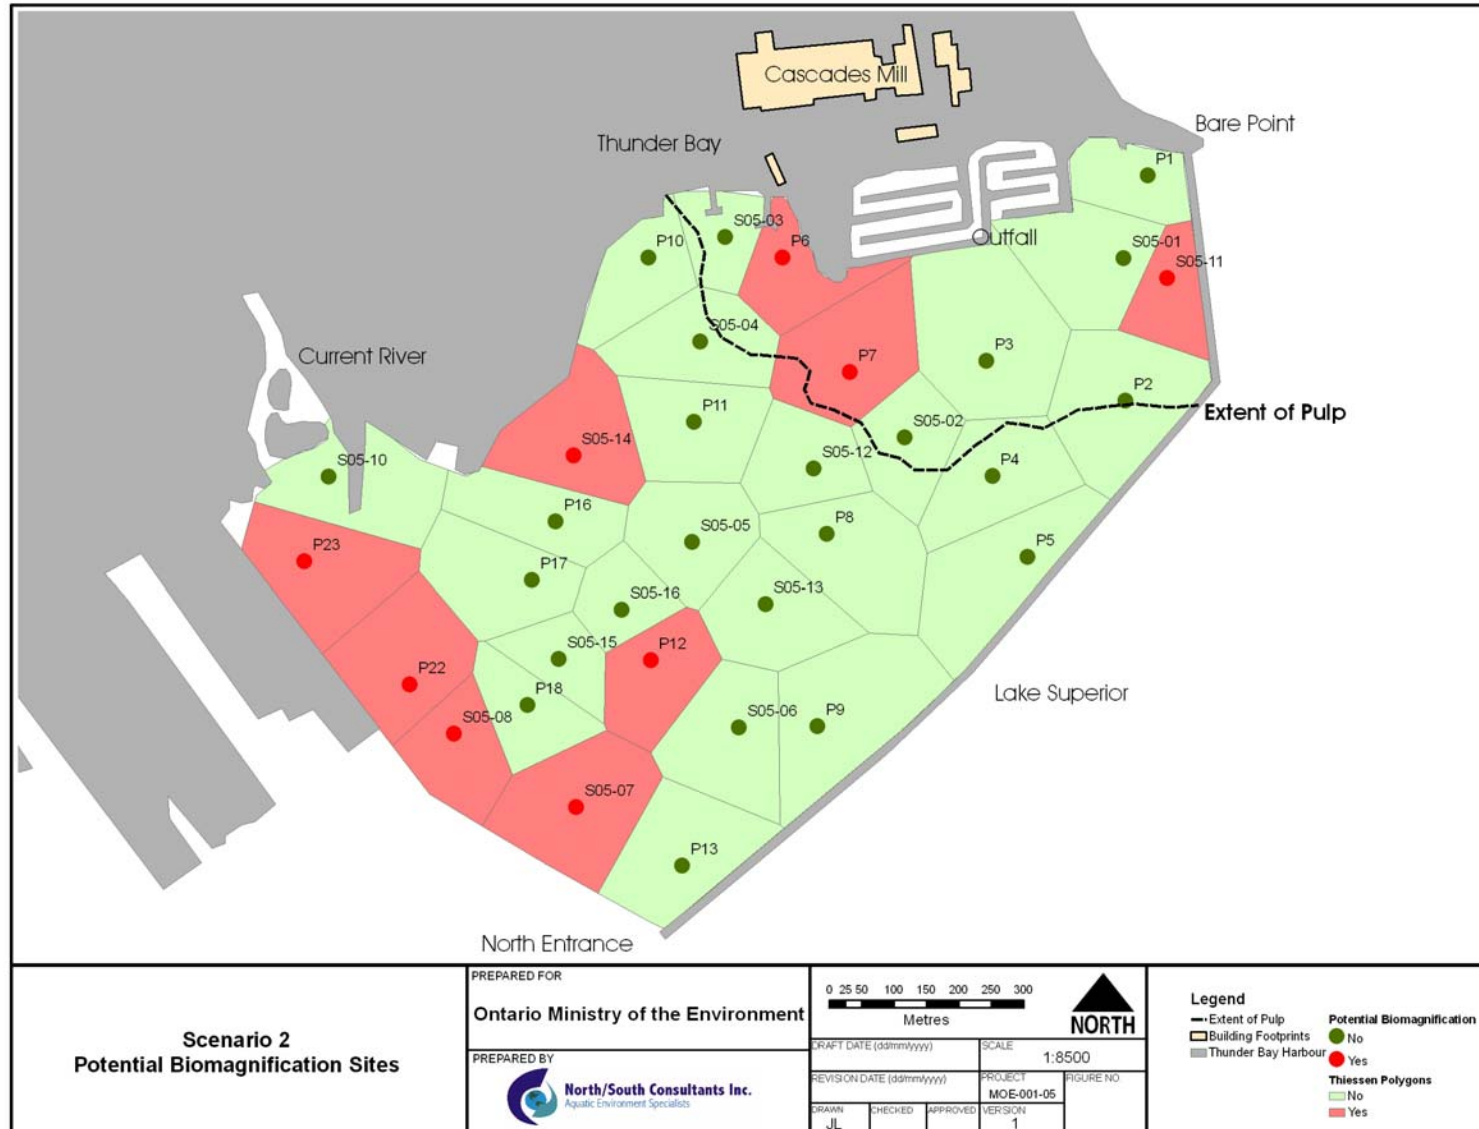 Cascades Mill
Bare Point
Thunder Bay
P1
S05-03
P10
P6
Outfall
S05-01
S05-11
S05-04
Current River
P7
P3
P2
Extent of Pulp
P11
S05-02
S05-14
S05-12
S05-10
P4
P16
S05-05
P8
P23
P17
P5
S05-16
S05-13
S05-15
P12
P22
P18
Lake Superior
S05-08
S05-06
P9
S05-07
P13
North Entrance
Scenario 2
Potential Biomagnification Sites
PREPARED FOR
Ontario Ministry of the Environment
PREPARED BY
North/South Consultants Inc.
Aquatic Environment Specialists
0 25 50 100 150 200 250 300
Metres
NORTH
DRAFT DATE (dd/mm/yyyy)
SCALE
1:8500
REVISION DATE (dd/mm/yyyy)
PROJECT
MOE-001-05
FIGURE NO.
DRAWN
JL
CHECKED
APPROVED
VERSION
1
Legend
Extent of Pulp
Building Footprints
Thunder Bay Harbour
Potential Biomagnification
No
Yes
Thiessen Polygons
No
Yes